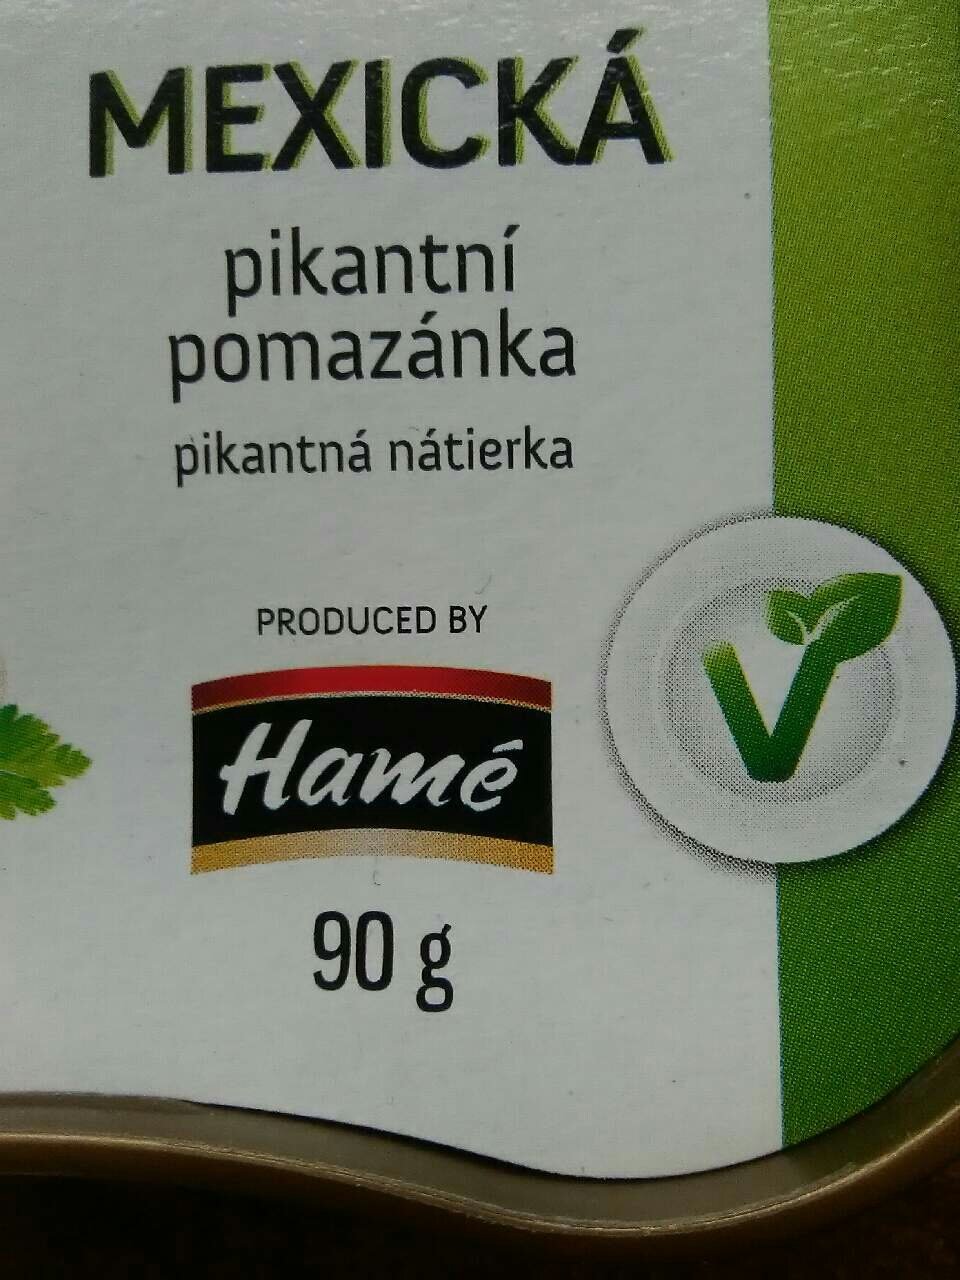 MEXICKÁ
pikantní
pomazánka
pikantná nátierka
PRODUCED BY
Hamé
90 g
V